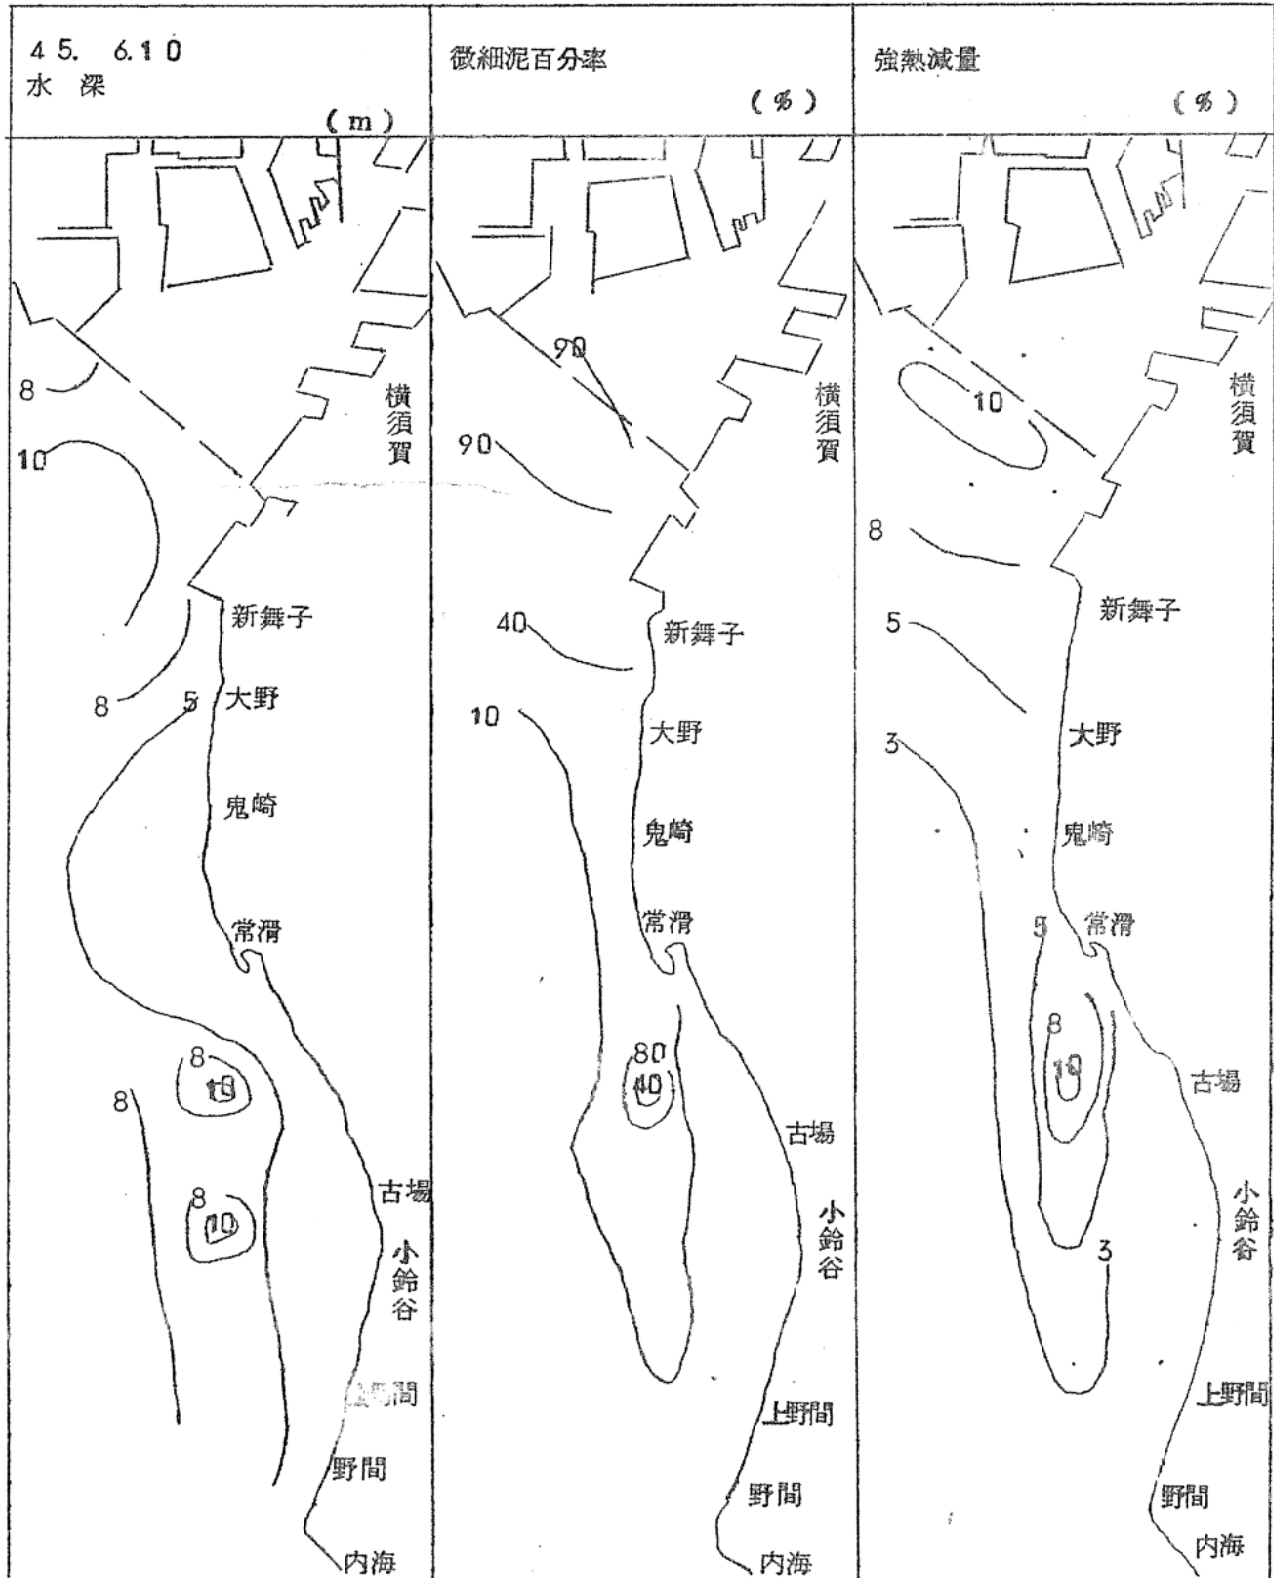 45. 6.10
水 深
(m)
8
10
横須賀
新舞子
8
5
大野
鬼崎
常滑
8
10
8
古場
8
10
小鈴谷
野間
内海
微細泥百分率
(%)
90
90
横須賀
40
新舞子
10
大野
鬼崎
常滑
80
40
古場
小鈴谷
上野間
野間
内海
強熱減量
(%)
10
横須賀
8
5
新舞子
3
大野
鬼崎
5
常滑
8
10
古場
小鈴谷
3
上野間
野間
内海